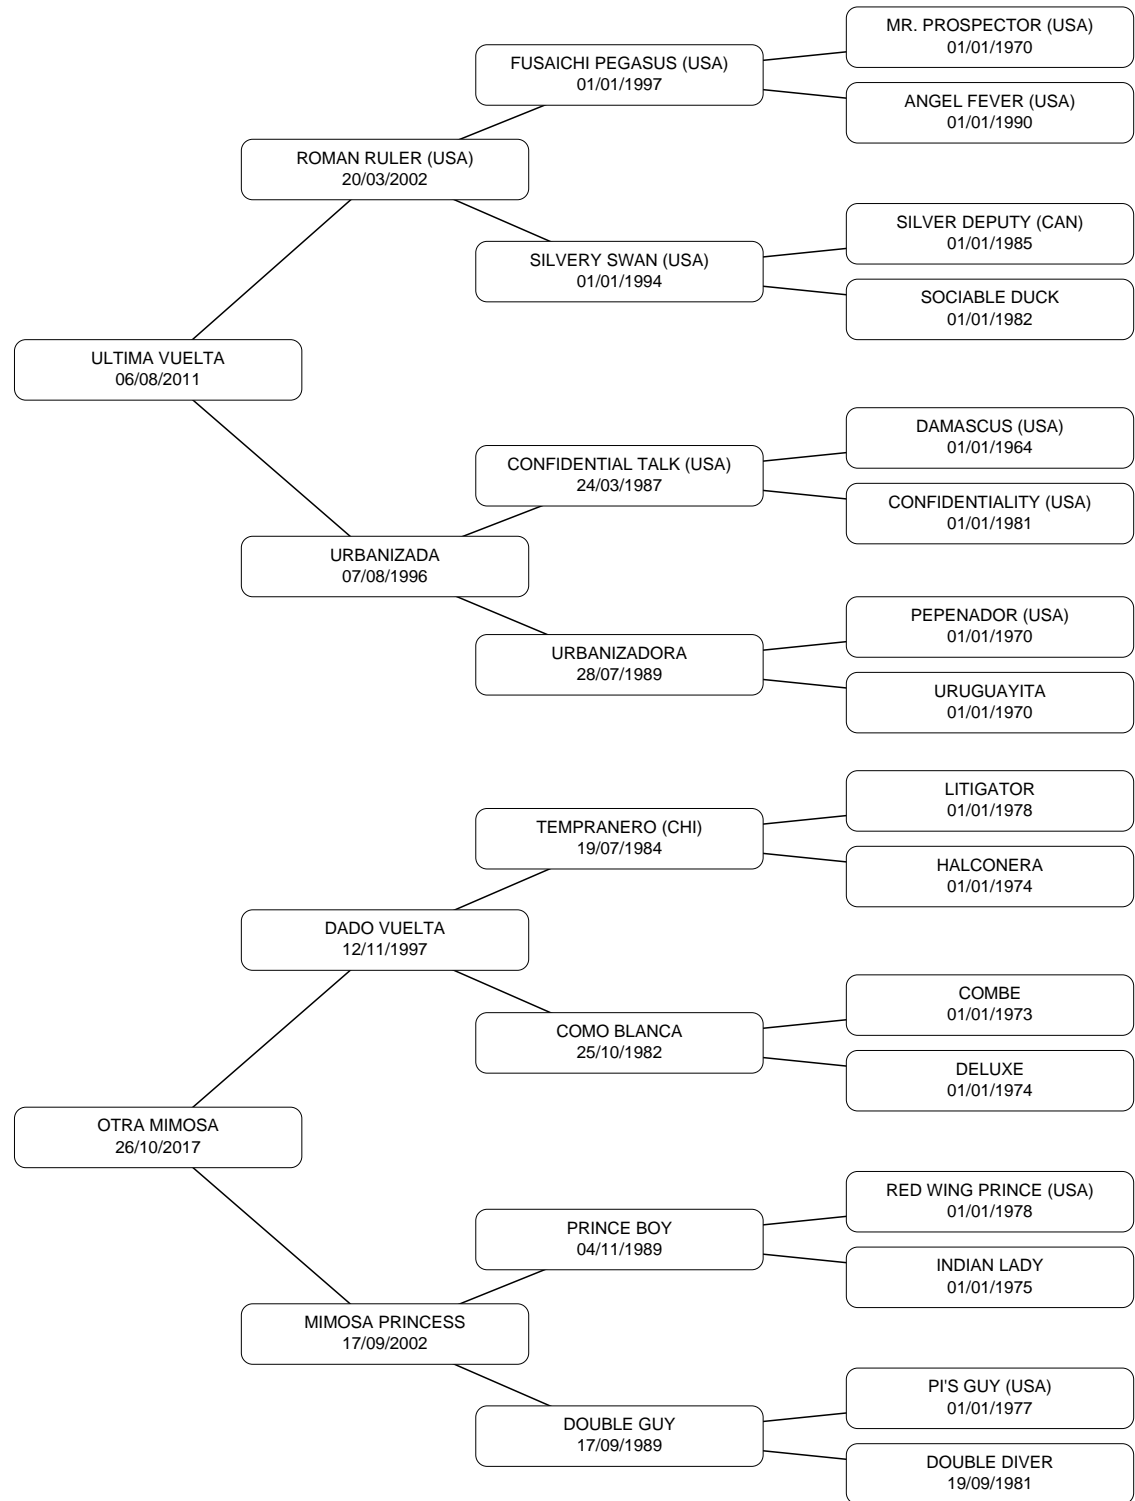 MR. PROSPECTOR (USA)
01/01/1970
FUSAICHI PEGASUS (USA)
01/01/1997
ANGEL FEVER (USA)
01/01/1990
ROMAN RULER (USA)
20/03/2002
SILVER DEPUTY (CAN)
01/01/1985
SILVERY SWAN (USA)
01/01/1994
SOCIABLE DUCK
01/01/1982
ULTIMA VUELTA
06/08/2011
DAMASCUS (USA)
01/01/1964
CONFIDENTIAL TALK (USA)
24/03/1987
CONFIDENTIALITY (USA)
01/01/1981
URBANIZADA
07/08/1996
PEPENADOR (USA)
01/01/1970
URBANIZADORA
28/07/1989
URUGUAYITA
01/01/1970
LITIGATOR
01/01/1978
TEMPRANERO (CHI)
19/07/1984
HALCONERA
01/01/1974
DADO VUELTA
12/11/1997
COMBE
01/01/1973
COMO BLANCA
25/10/1982
DELUXE
01/01/1974
OTRA MIMOSA
26/10/2017
RED WING PRINCE (USA)
01/01/1978
PRINCE BOY
04/11/1989
INDIAN LADY
01/01/1975
MIMOSA PRINCESS
17/09/2002
PI'S GUY (USA)
01/01/1977
DOUBLE GUY
17/09/1989
DOUBLE DIVER
19/09/1981